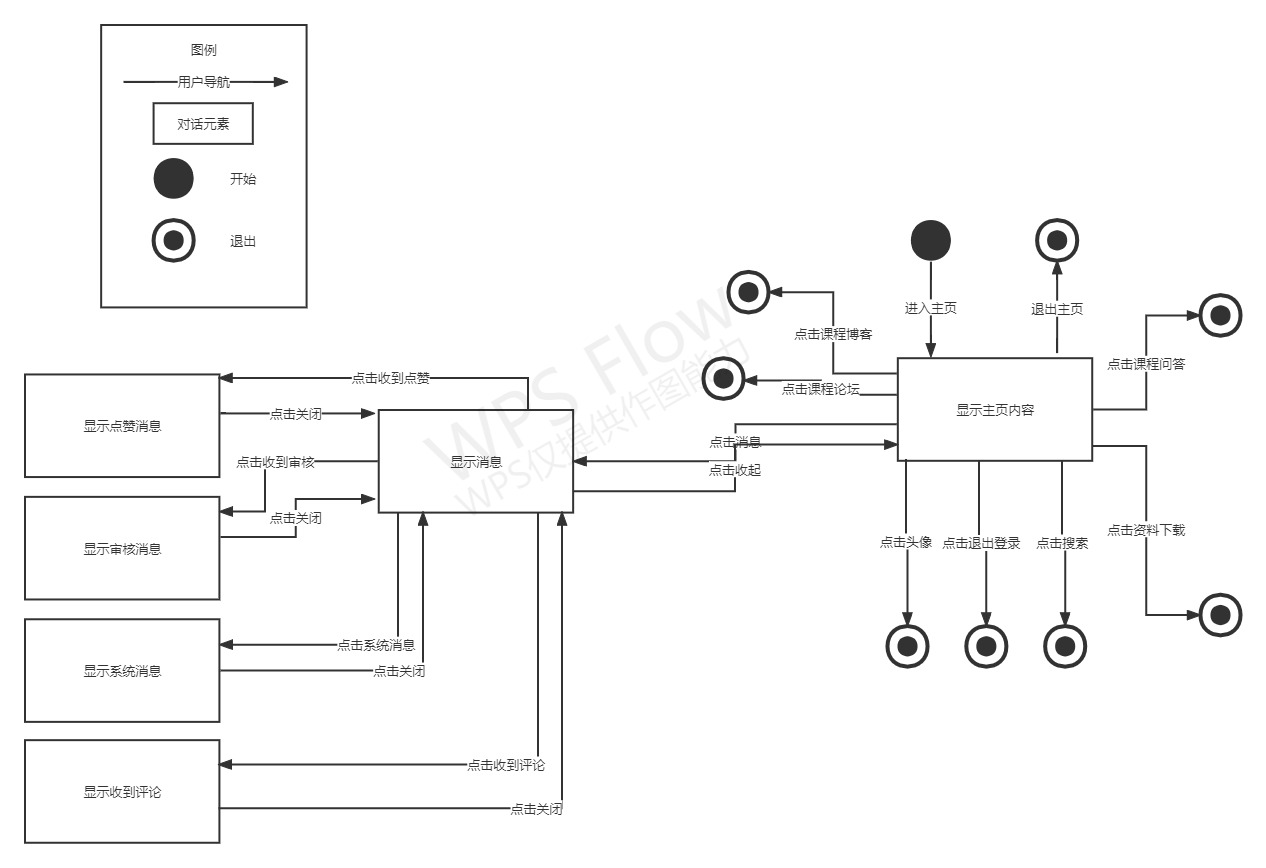 图例
用户导航
对话元素
开始
退出
进入主页
退出主页
点击课程博客
点击课程问答
点击课程论坛
显示主页内容
点击收到点赞
点击关闭
显示点赞消息
点击消息
点击收起
显示消息
点击收到审核
点击关闭
显示审核消息
点击头像
点击退出登录
点击搜索
点击资料下载
点击系统消息
点击关闭
显示系统消息
点击收到评论
显示收到评论
点击关闭
WPS Flow
WPS仅提供作图能力